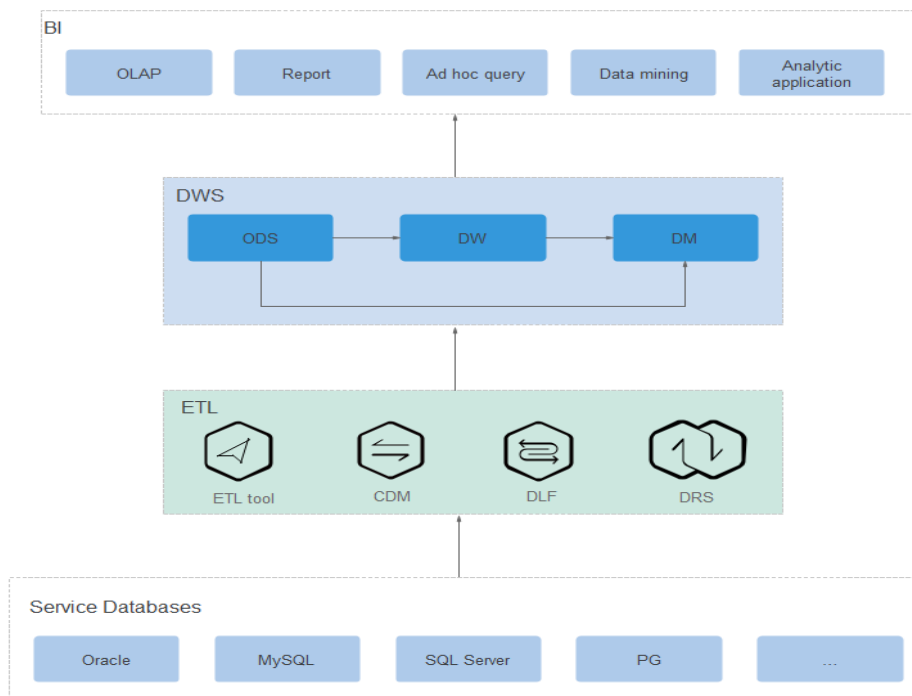 BI
OLAP
Report
Ad hoc query
Data mining
Analytic
application
DWS
ODS
DW
DM
ETL
ETL tool
CDM
DLF
DRS
Service Databases
Oracle
MySQL
SQL Server
PG
...